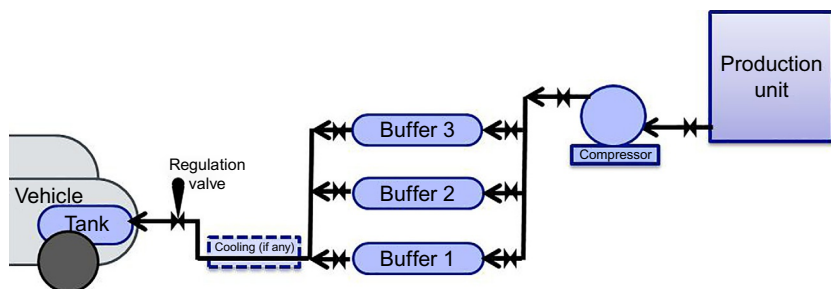 Production
unit
Buffer 3
Compressor
Regulation
valve
Vehicle
Buffer 2
Tank
Cooling (if any)
Buffer 1